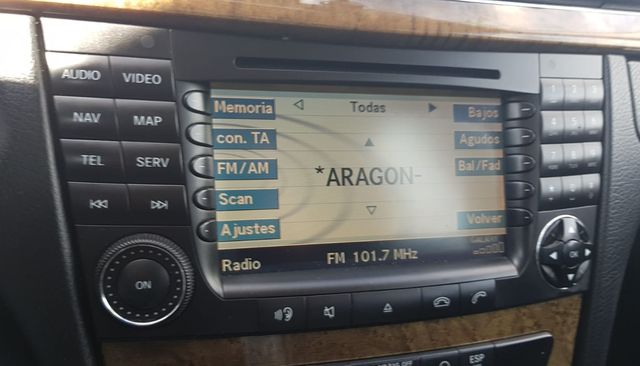 AUDIO VIDEO
NAV MAP
TEL SERV
ON
Memoria Todas Bajos
con. TA Agudos
FM/AM *ARAGON- Bal/Fad
Scan
Ajustes Volver
Radio FM 101.7 MHz
OK
ESP